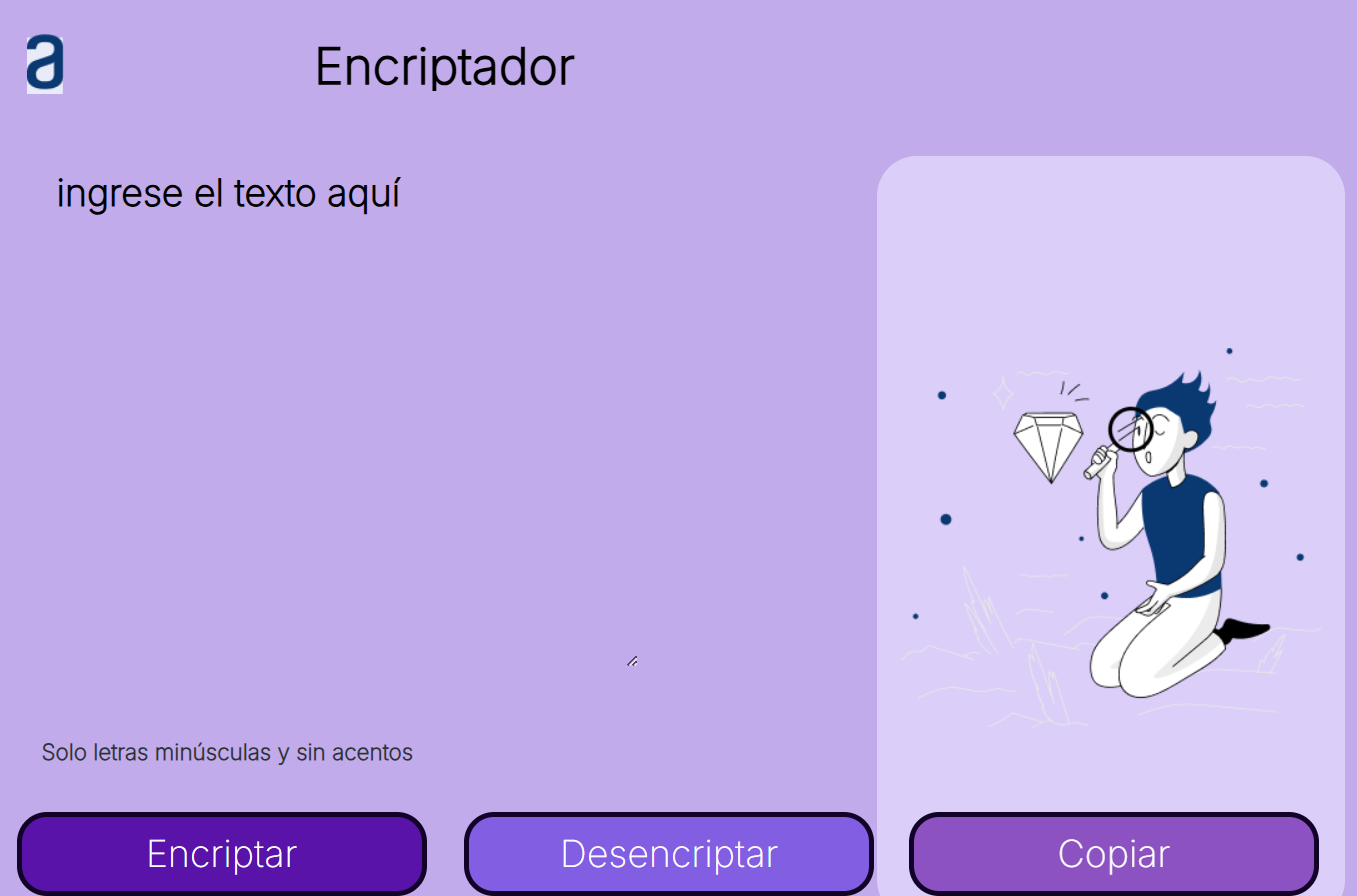 a
Encriptador
ingrese el texto aquí
Solo letras minúsculas y sin acentos
Encriptar
Desencriptar
Copiar